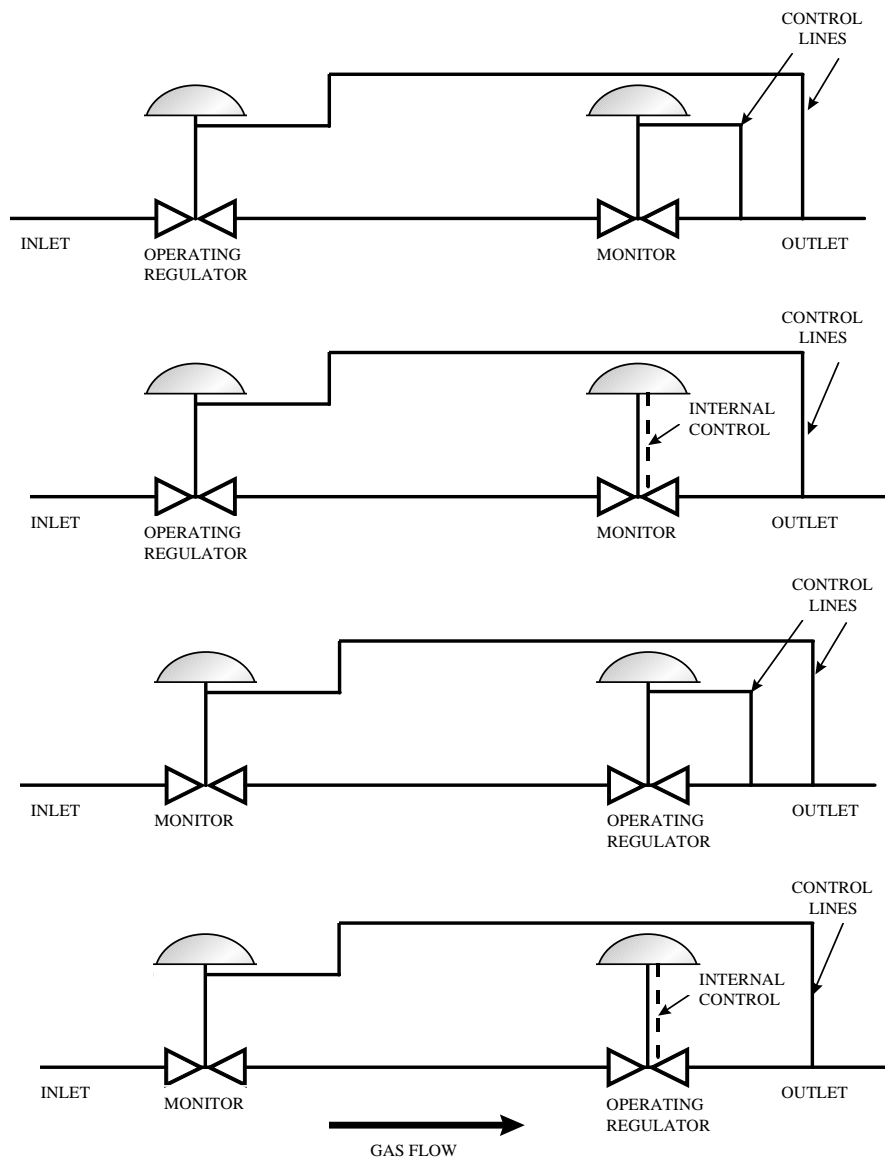 CONTROL
LINES
INLET
OPERATING
REGULATOR
MONITOR
OUTLET
CONTROL
LINES
INTERNAL
CONTROL
INLET
OPERATING
REGULATOR
MONITOR
OUTLET
CONTROL
LINES
INLET
MONITOR
OPERATING
REGULATOR
OUTLET
CONTROL
LINES
INTERNAL
CONTROL
INLET
MONITOR
OPERATING
REGULATOR
OUTLET
GAS FLOW